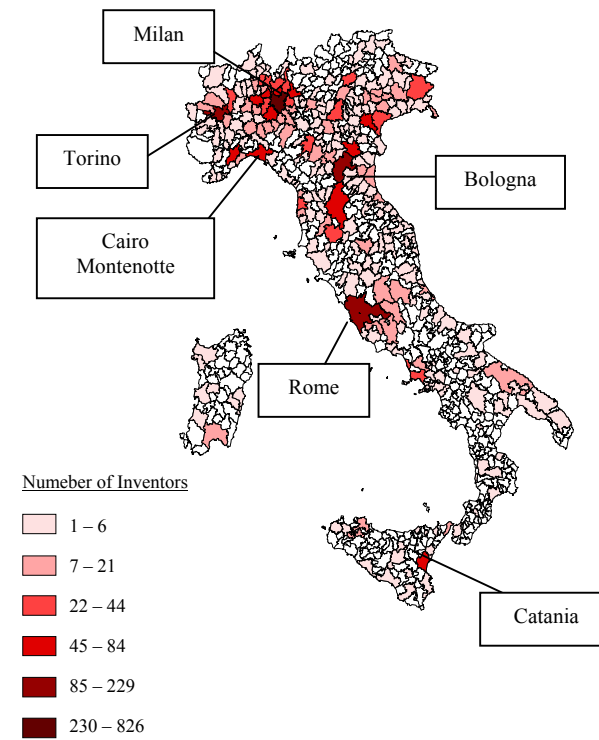 Milan
Torino
Bologna
Cairo
Montenotte
Rome
Numeber of Inventors
1 – 6
7 – 21
22 – 44
45 – 84
85 – 229
230 – 826
Catania